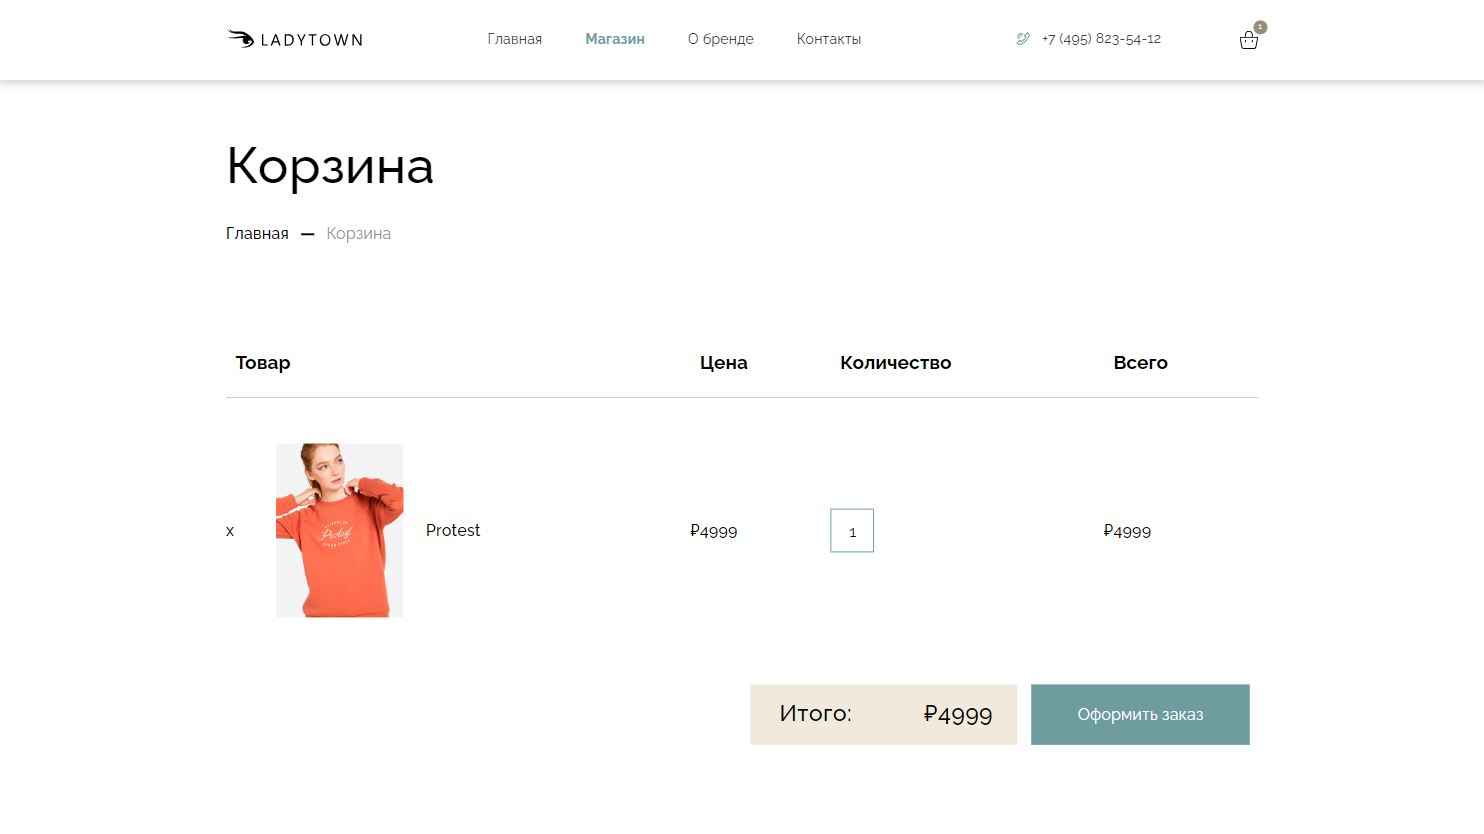 LADYTOWN Главная Магазин О бренде Контакты +7 (495) 823-54-12 1
Корзина
Главная — Корзина
Товар Цена Количество Всего
x Protest ₽4999 1 ₽4999
Protest
Итого: ₽4999 Оформить заказ